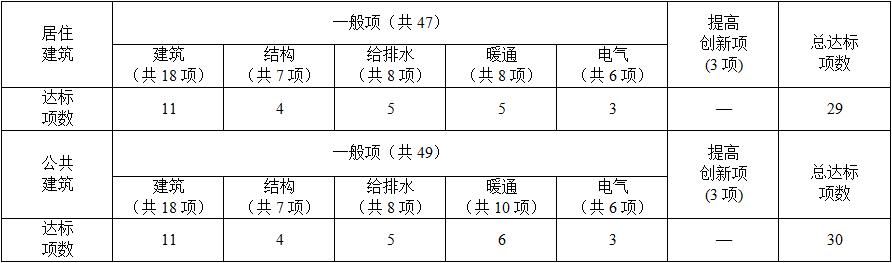 居住
建筑
一般项（共 47）
提高
创新项
(3 项)
总达标
项数
建筑
（共 18 项）
结构
（共 7 项）
给排水
（共 8 项）
暖通
（共 8 项）
电气
（共 6 项）
达标
项数
11
4
5
5
3
—
29
公共
建筑
一般项（共 49）
提高
创新项
(3 项)
总达标
项数
建筑
（共 18 项）
结构
（共 7 项）
给排水
（共 8 项）
暖通
（共 10 项）
电气
（共 6 项）
达标
项数
11
4
5
6
3
—
30